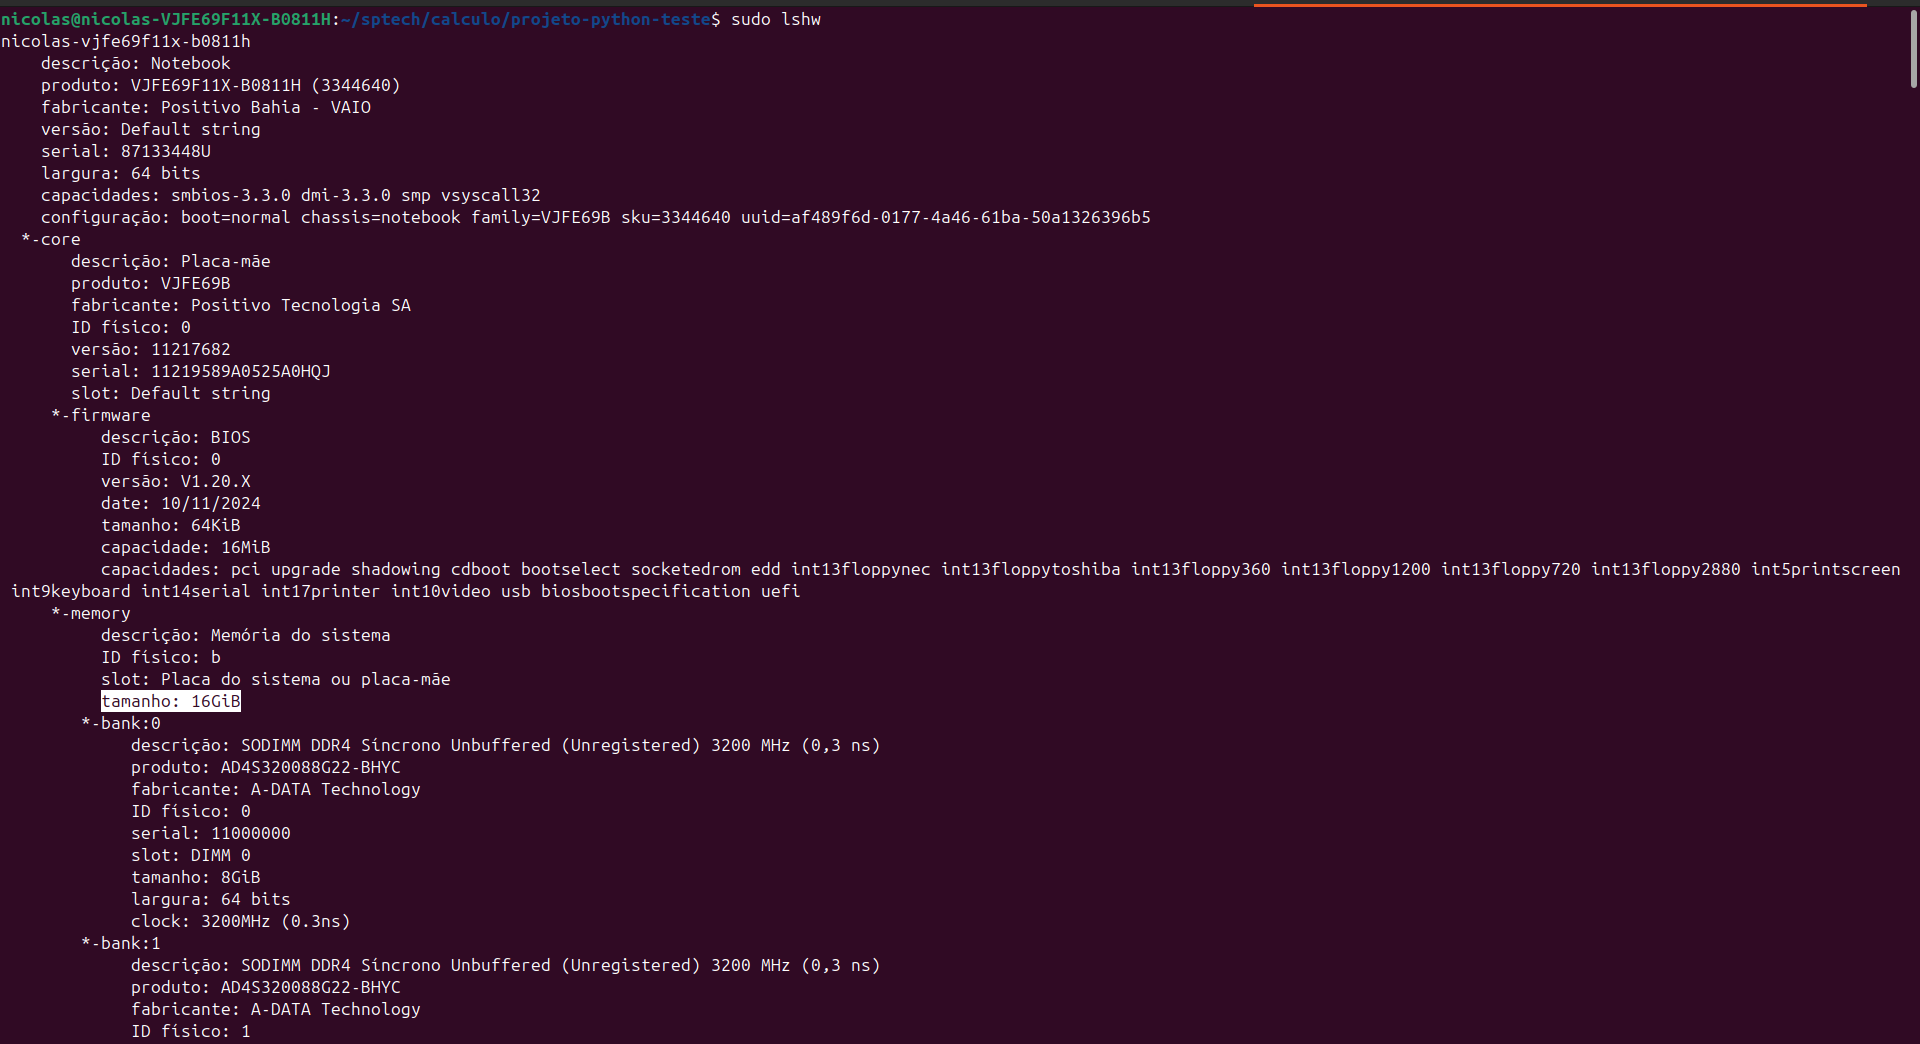 nicolas@nicolas-VJFE69F11X-B0811H:~/sptech/calculo/projeto-python-teste$ sudo lshw
nicolas-vjfe69f11x-b0811h
descrição: Notebook
produto: VJFE69F11X-B0811H (3344640)
fabricante: Positivo Bahia - VAIO
versão: Default string
serial: 87133448U
largura: 64 bits
capacidades: smbios-3.3.0 dmi-3.3.0 smp vsyscall32
configuração: boot=normal chassis=notebook family=VJFE69B sku=3344640 uuid=af489f6d-0177-4a46-61ba-50a1326396b5
*-core
descrição: Placa-mãe
produto: VJFE69B
fabricante: Positivo Tecnologia SA
ID físico: 0
versão: 11217682
serial: 11219589A0525A0HQJ
slot: Default string
*-firmware
descrição: BIOS
ID físico: 0
versão: V1.20.X
date: 10/11/2024
tamanho: 64KiB
capacidade: 16MiB
capacidades: pci upgrade shadowing cdboot bootselect socketedrom edd int13floppynec int13floppytoshiba int13floppy360 int13floppy1200 int13floppy720 int13floppy2880 int5printscreen
int9keyboard int14serial int17printer int10video usb biosbootspecification uefi
*-memory
descrição: Memória do sistema
ID físico: b
slot: Placa do sistema ou placa-mãe
tamanho: 16GiB
*-bank:0
descrição: SODIMM DDR4 Síncrono Unbuffered (Unregistered) 3200 MHz (0,3 ns)
produto: AD4S320088G22-BHYC
fabricante: A-DATA Technology
ID físico: 0
serial: 11000000
slot: DIMM 0
tamanho: 8GiB
largura: 64 bits
clock: 3200MHz (0.3ns)
*-bank:1
descrição: SODIMM DDR4 Síncrono Unbuffered (Unregistered) 3200 MHz (0,3 ns)
produto: AD4S320088G22-BHYC
fabricante: A-DATA Technology
ID físico: 1